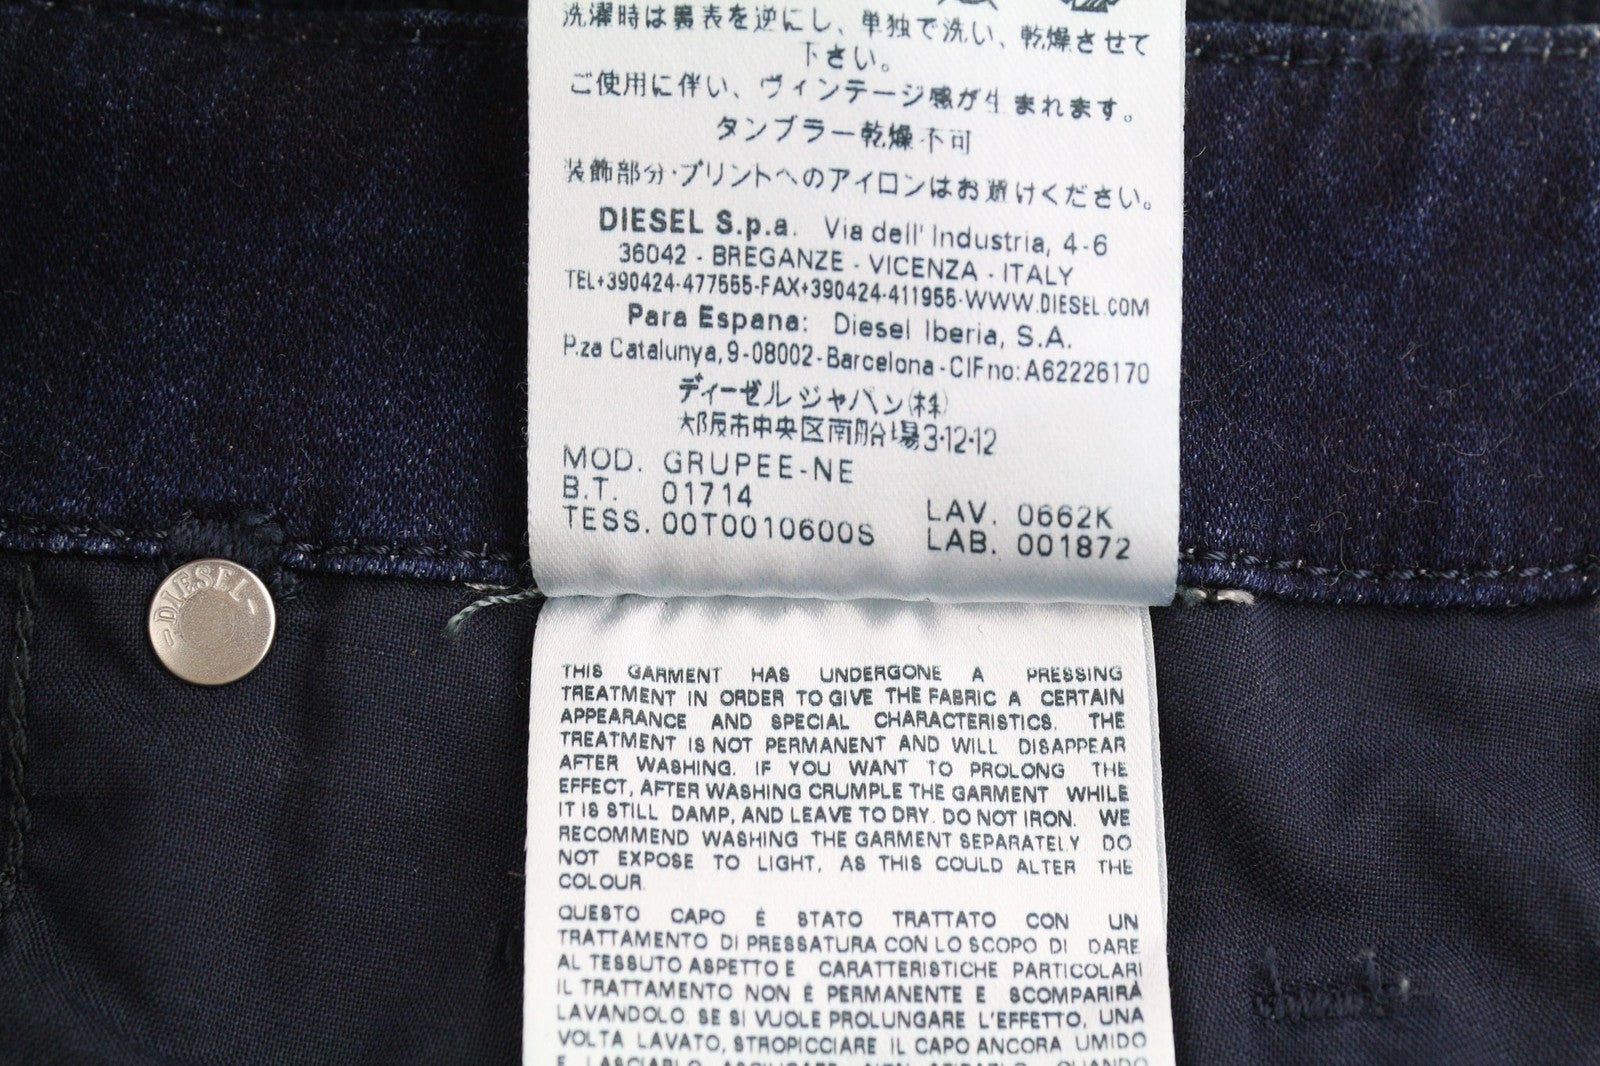 洗濯時は裏表を逆にし、単独で洗い、乾燥させて
下さい。
ご使用に伴い、ヴィンテージ感が生まれます。
タンブラー乾燥不可
装飾部分・プリントへのアイロンはお避けください。
DIESEL S.p.a. Via dell' Industria, 4-6
36042 - BREGANZE - VICENZA - ITALY
TEL+390424-477555-FAX+390424-411955-WWW.DIESEL.COM
Para Espana: Diesel Iberia, S.A.
P.za Catalunya, 9-08002-Barcelona-CIF no: A62226170
ディーゼルジャパン(株)
大阪市中央区南船場3-12-12
MOD. GRUPEE-NE
B.T. 01714
TESS. 00T0010600S
LAV. 0662K
LAB. 001872
-DIESEL-
THIS GARMENT HAS UNDERGONE A PRESSING
TREATMENT IN ORDER TO GIVE THE FABRIC A CERTAIN
APPEARANCE AND SPECIAL CHARACTERISTICS. THE
TREATMENT IS NOT PERMANENT AND WILL DISAPPEAR
AFTER WASHING. IF YOU WANT TO PROLONG THE
EFFECT, AFTER WASHING CRUMPLE THE GARMENT WHILE
IT IS STILL DAMP, AND LEAVE TO DRY. DO NOT IRON. WE
RECOMMEND WASHING THE GARMENT SEPARATELY DO
NOT EXPOSE TO LIGHT, AS THIS COULD ALTER THE
COLOUR.
QUESTO CAPO È STATO TRATTATO CON UN
TRATTAMENTO DI PRESSATURA CON LO SCOPO DI DARE
AL TESSUTO ASPETTO E CARATTERISTICHE PARTICOLARI
IL TRATTAMENTO NON È PERMANENTE E SCOMPARIRÀ
LAVANDOLO. SE SI VUOLE PROLUNGARE L'EFFETTO, UNA
VOLTA LAVATO, STROPICCIARE IL CAPO ANCORA UMIDO